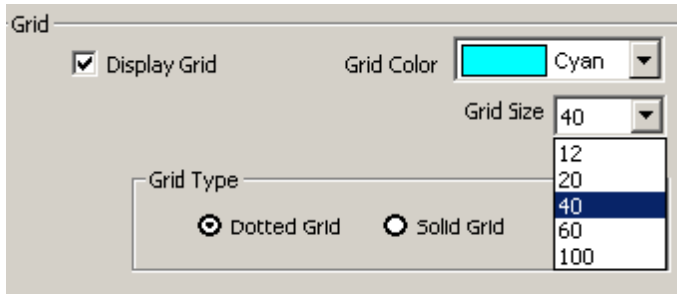 Grid
Display Grid Grid Color Cyan
Grid Size 40
12
20
40
60
100
Grid Type
Dotted Grid Solid Grid